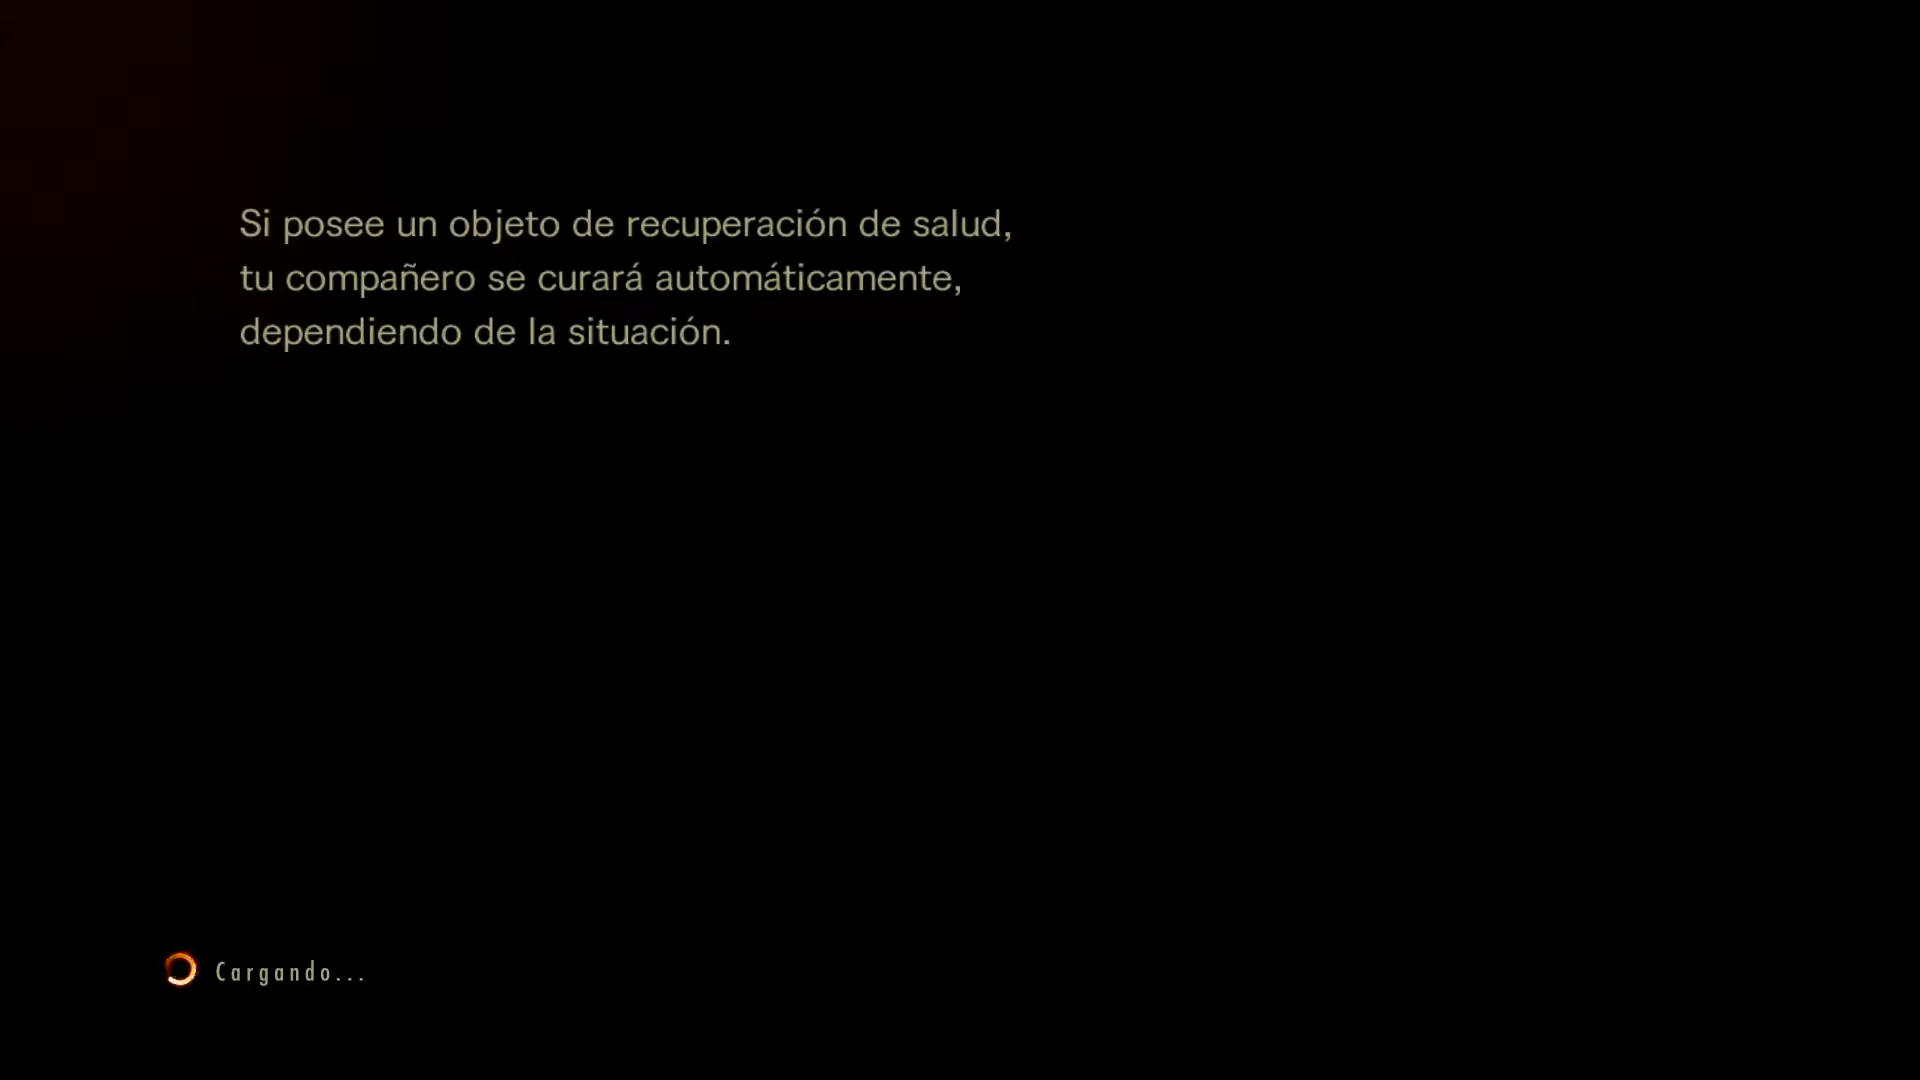 Si posee un objeto de recuperación de salud,
tu compañero se curará automáticamente,
dependiendo de la situación.
Cargando...